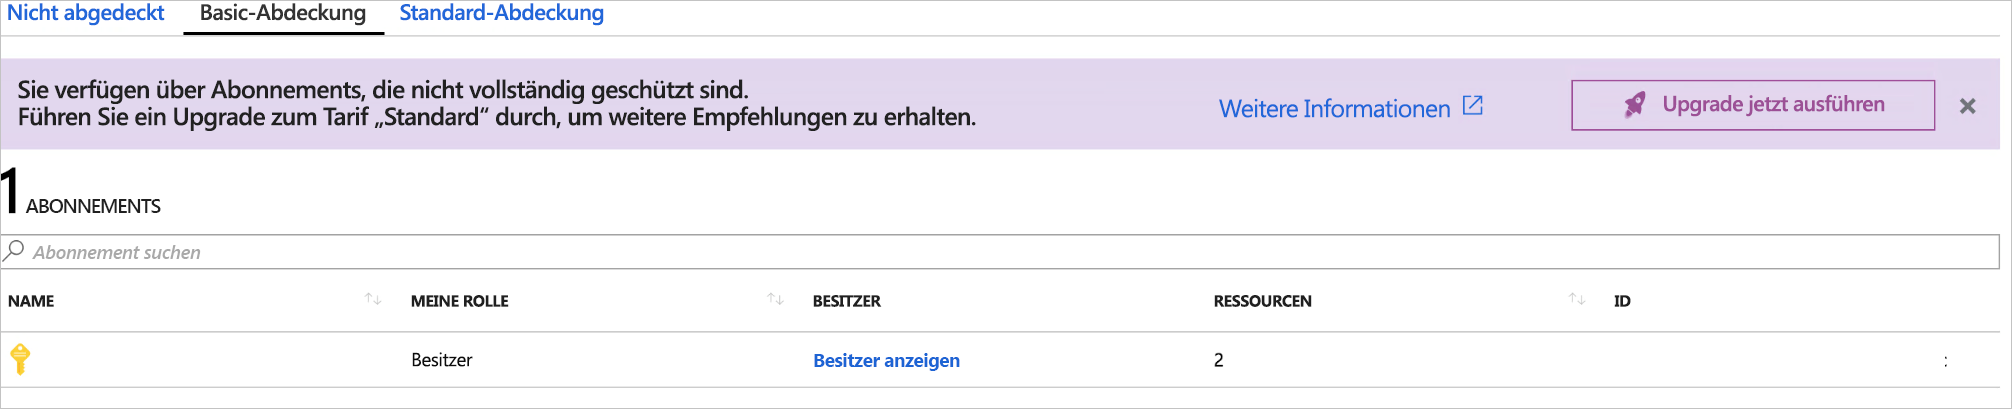 Nicht abgedeckt Basic-Abdeckung Standard-Abdeckung
Sie verfügen über Abonnements, die nicht vollständig geschützt sind.
Führen Sie ein Upgrade zum Tarif „Standard“ durch, um weitere Empfehlungen zu erhalten.
Weitere Informationen
Upgrade jetzt ausführen
1 ABONNEMENTS
Abonnement suchen
NAME MEINE ROLLE BESITZER RESSOURCEN ID
Besitzer Besitzer anzeigen 2 :